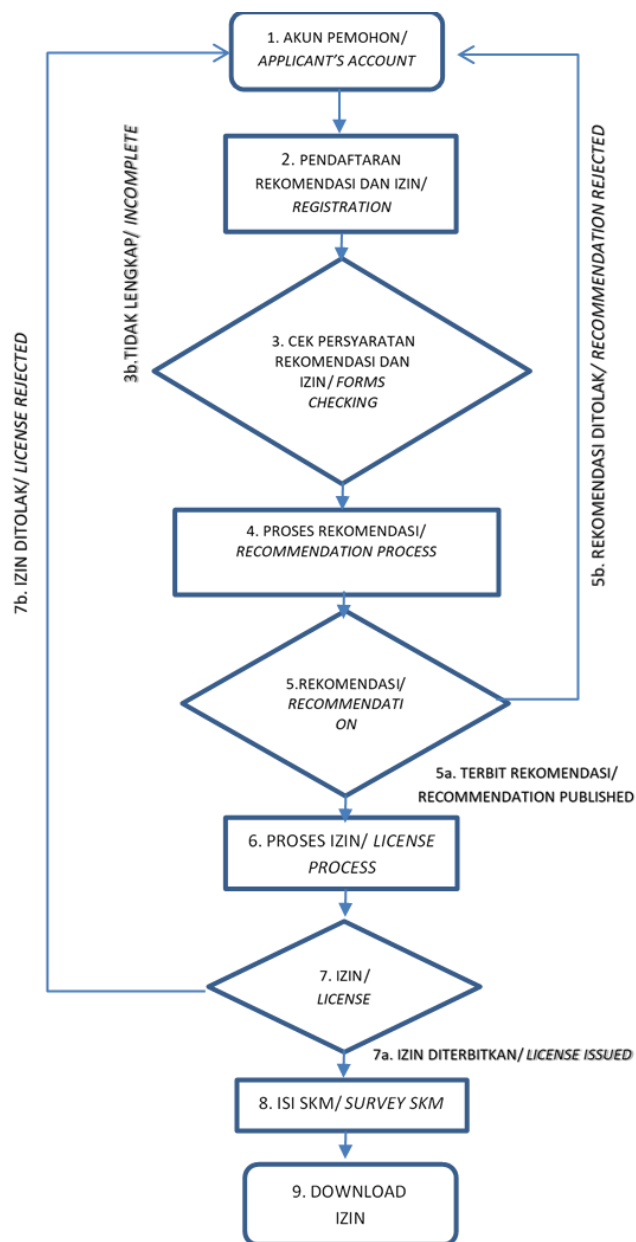 1. AKUN PEMOHON/
APPLICANT'S ACCOUNT
2. PENDAFTARAN
REKOMENDASI DAN IZIN/
REGISTRATION
3b.TIDAK LENGKAP/ INCOMPLETE
3. CEK PERSYARATAN
REKOMENDASI DAN
IZIN/ FORMS
CHECKING
7b. IZIN DITOLAK/ LICENSE REJECTED
5b. REKOMENDASI DITOLAK/ RECOMMENDATION REJECTED
4. PROSES REKOMENDASI/
RECOMMENDATION PROCESS
5.REKOMENDASI/
RECOMMENDATI
ON
5a. TERBIT REKOMENDASI/
RECOMMENDATION PUBLISHED
6. PROSES IZIN/ LICENSE
PROCESS
7. IZIN/
LICENSE
7a. IZIN DITERBITKAN/ LICENSE ISSUED
8. ISI SKM/ SURVEY SKM
9. DOWNLOAD
IZIN